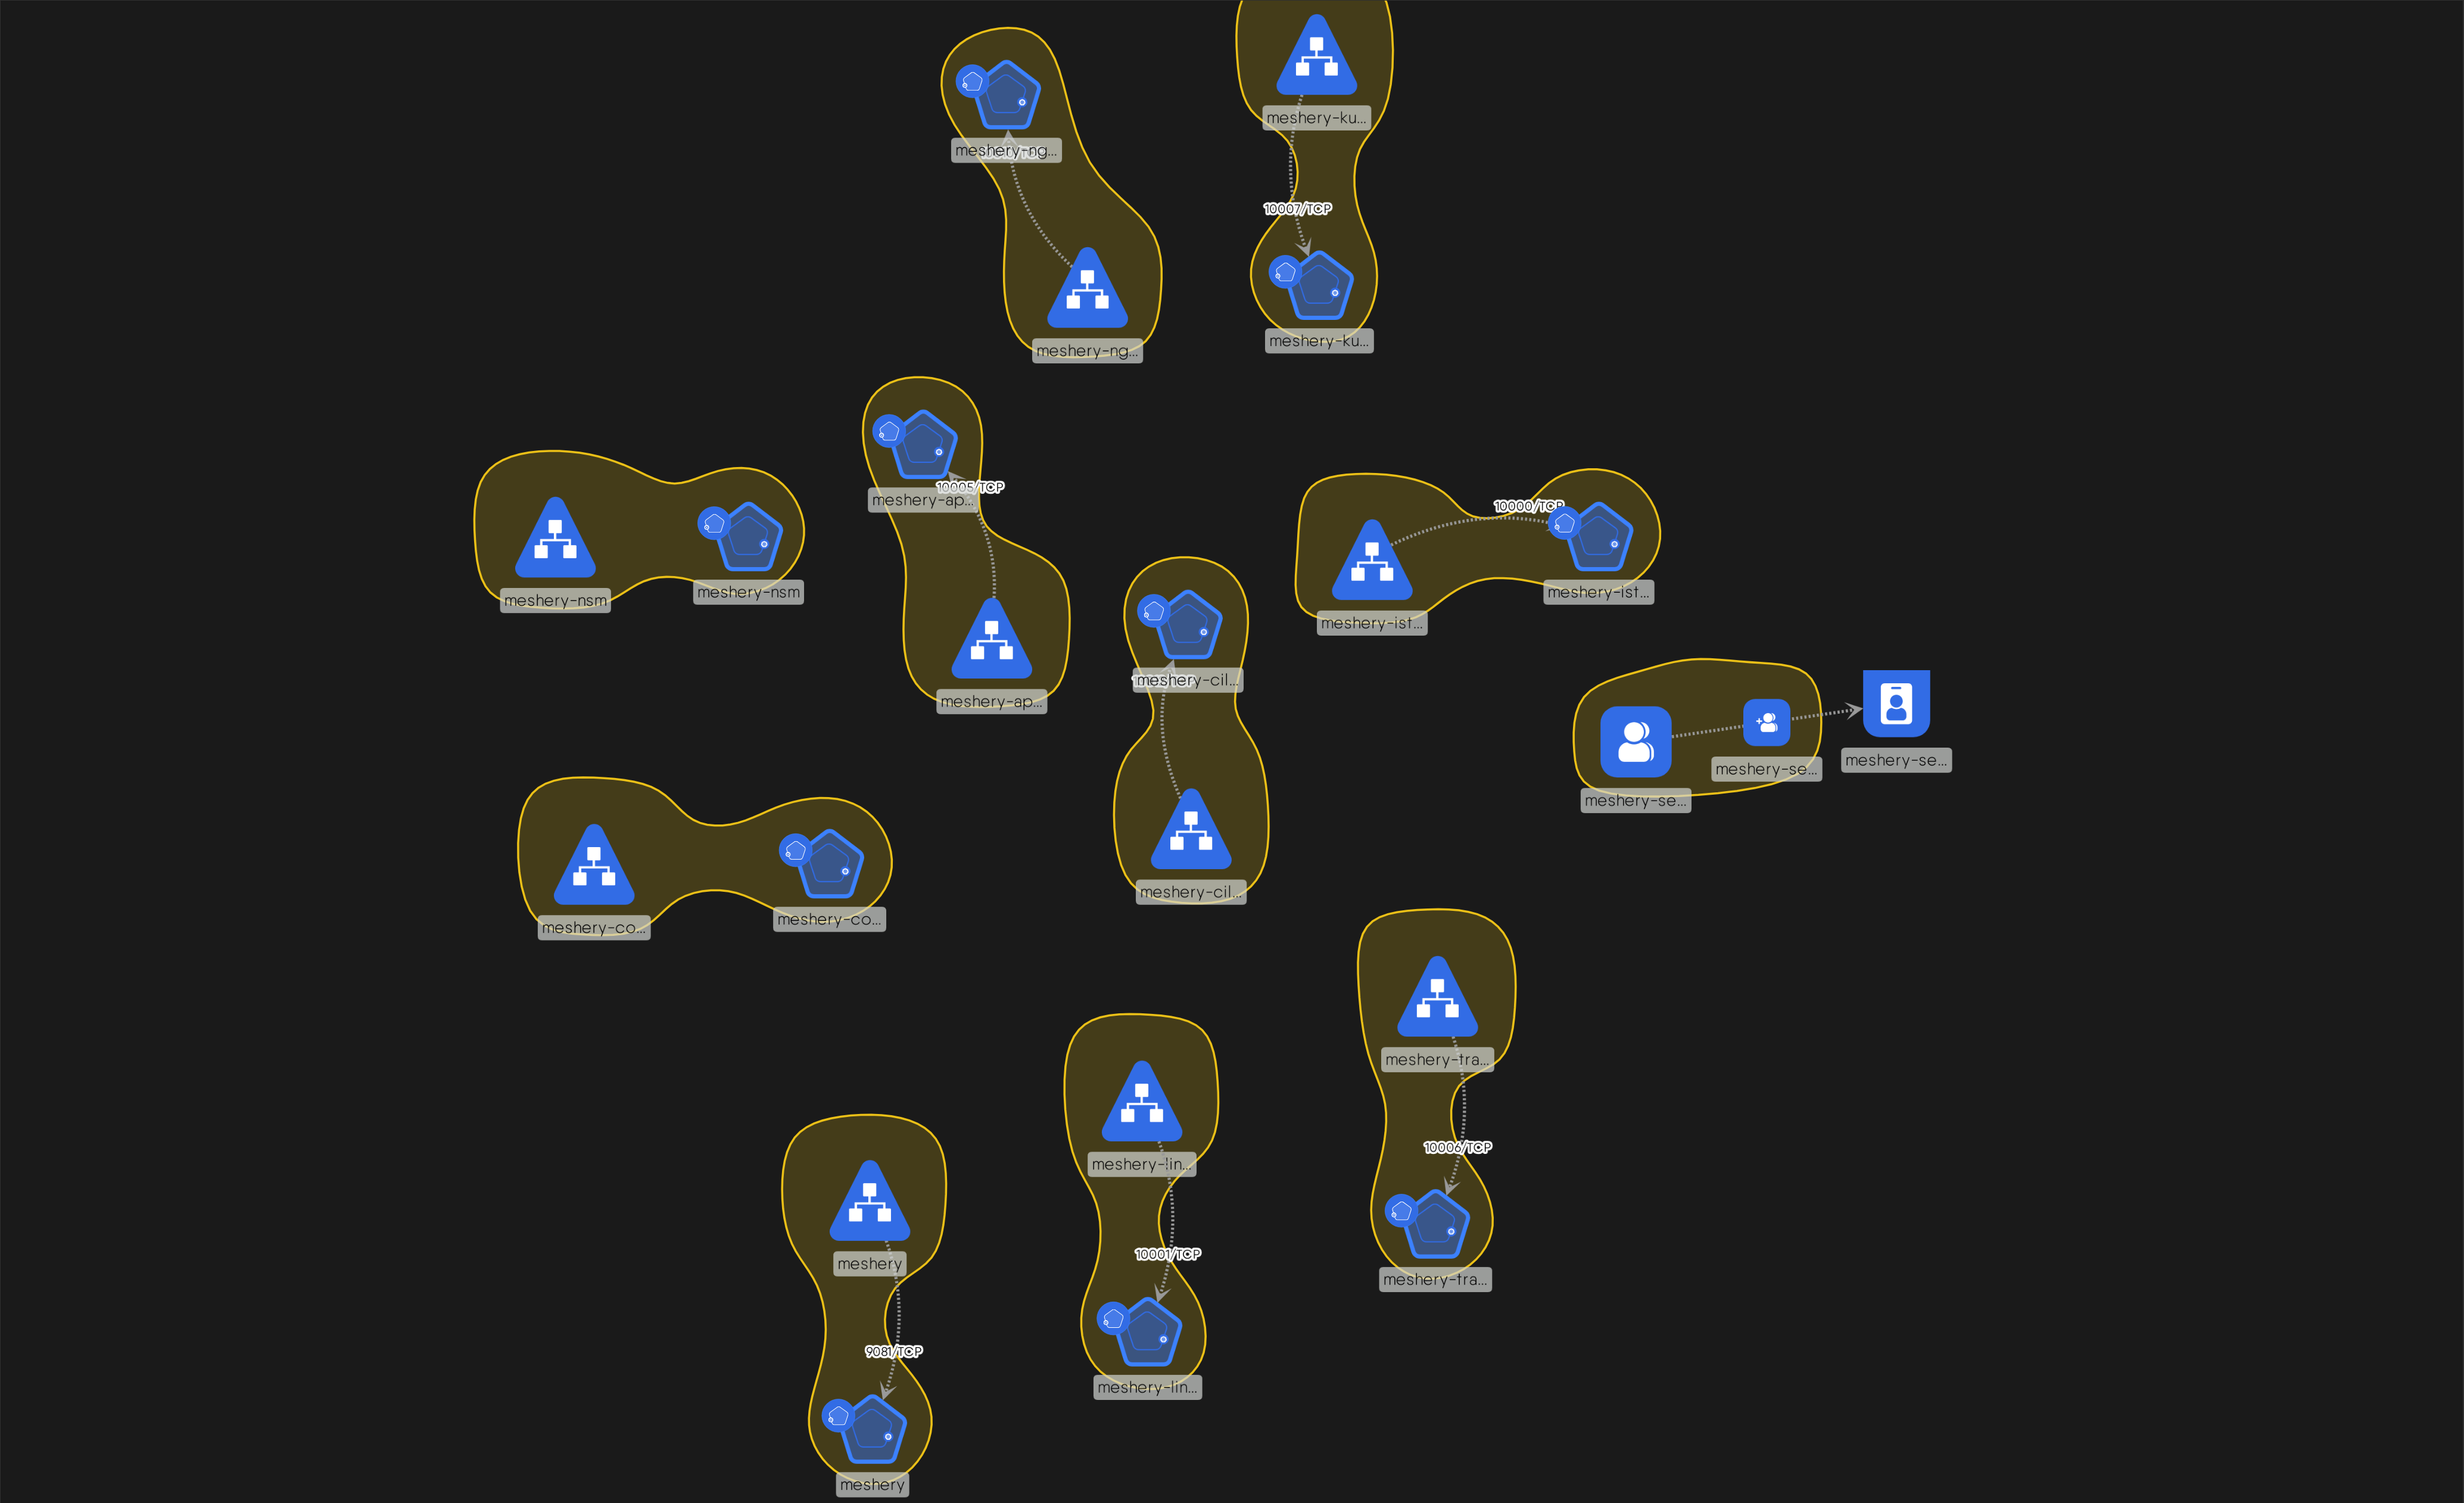 meshery-ku...
meshery-ng...
10007/TCP
meshery-ku...
meshery-ng...
10005/TCP
meshery-ap...
10000/TCP
meshery-nsm
meshery-nsm
meshery-ist...
meshery-ist...
meshery-cil...
meshery-ap...
meshery-se...
meshery-se...
meshery-se...
meshery-cil...
meshery-co...
meshery-co...
meshery-tra...
10006/TCP
meshery-lin...
10001/TCP
meshery-tra...
meshery
9081/TCP
meshery-lin...
meshery